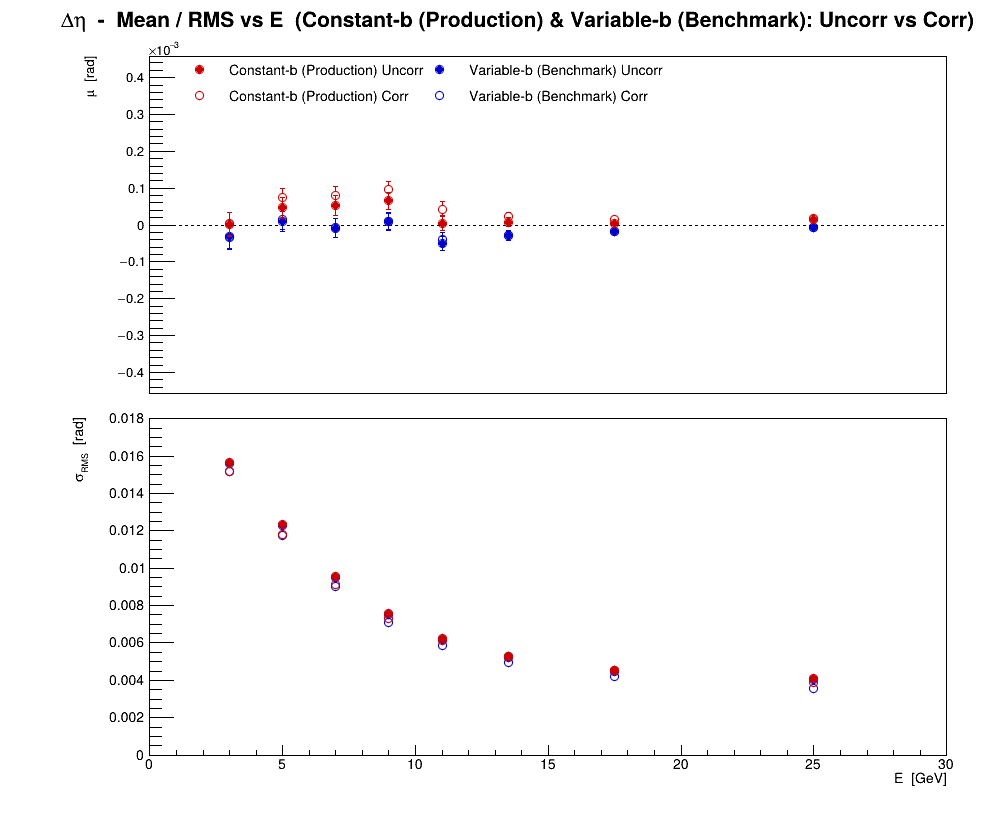 Δη - Mean / RMS vs E (Constant-b (Production) & Variable-b (Benchmark): Uncorr vs Corr)
×10⁻³
μ [rad]
Constant-b (Production) Uncorr
Variable-b (Benchmark) Uncorr
Constant-b (Production) Corr
Variable-b (Benchmark) Corr
0.4
0.3
0.2
0.1
0
−0.1
−0.2
−0.3
−0.4
σRMS [rad]
0.018
0.016
0.014
0.012
0.01
0.008
0.006
0.004
0.002
0
0 5 10 15 20 25 30
E [GeV]